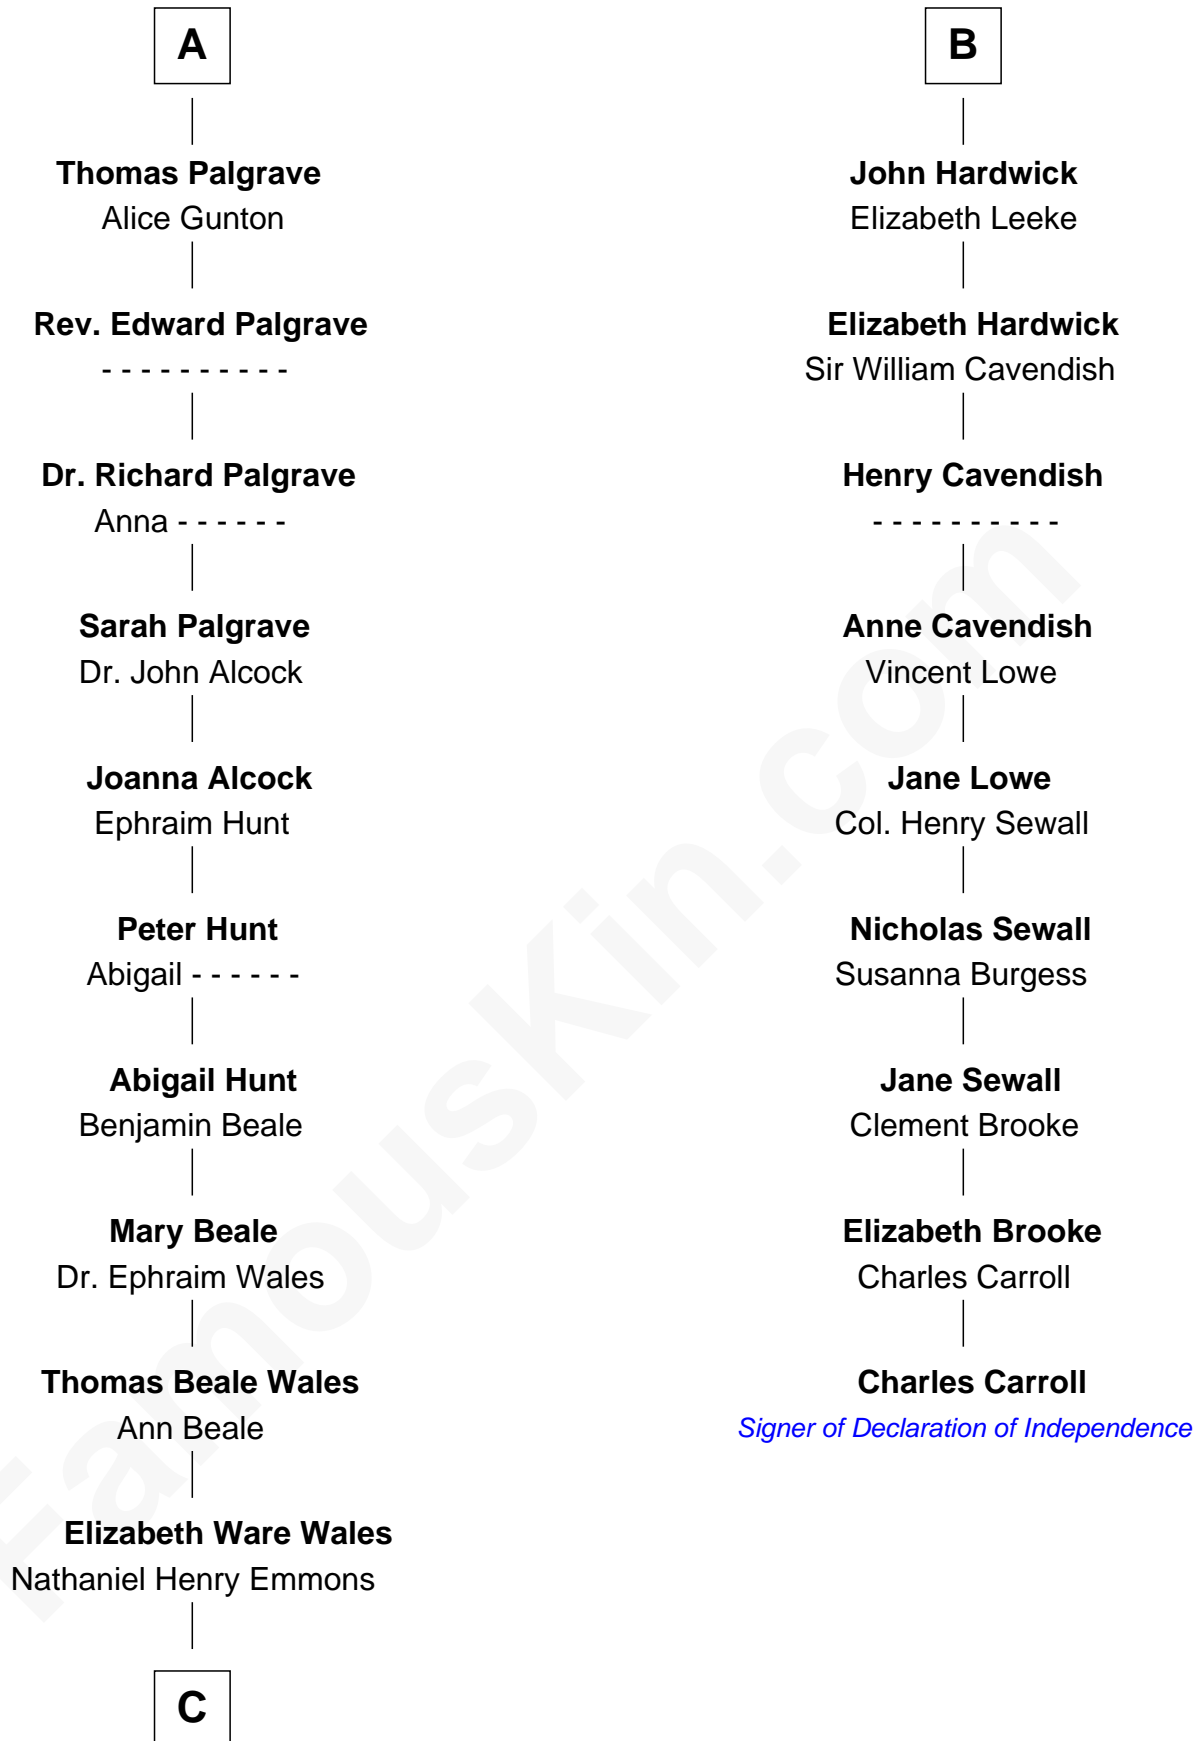 A
Thomas Palgrave
Alice Gunton
Rev. Edward Palgrave
- - - - - - - - - -
Dr. Richard Palgrave
Anna - - - - - -
Sarah Palgrave
Dr. John Alcock
Joanna Alcock
Ephraim Hunt
Peter Hunt
Abigail - - - - - -
Abigail Hunt
Benjamin Beale
Mary Beale
Dr. Ephraim Wales
Thomas Beale Wales
Ann Beale
Elizabeth Ware Wales
Nathaniel Henry Emmons
C
B
John Hardwick
Elizabeth Leeke
Elizabeth Hardwick
Sir William Cavendish
Henry Cavendish
- - - - - - - - - -
Anne Cavendish
Vincent Lowe
Jane Lowe
Col. Henry Sewall
Nicholas Sewall
Susanna Burgess
Jane Sewall
Clement Brooke
Elizabeth Brooke
Charles Carroll
Charles Carroll
Signer of Declaration of Independence
FamousKin.com